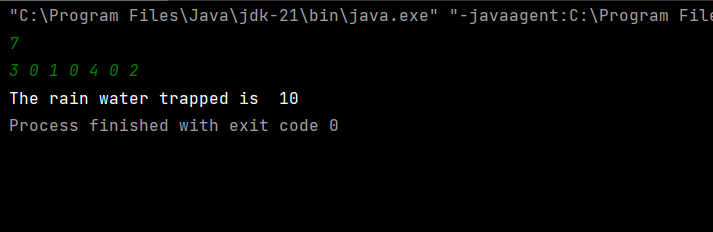 "C:\Program Files\Java\jdk-21\bin\java.exe" "-javaagent:C:\Program File
7
3 0 1 0 4 0 2
The rain water trapped is  10
Process finished with exit code 0